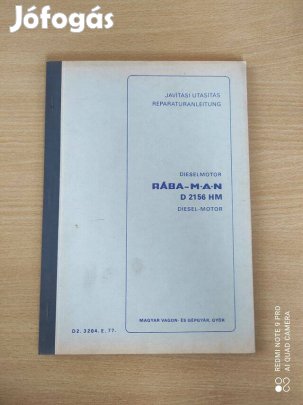 Jófogás
JAVÍTÁSI UTASÍTÁS
REPARATURANLEITUNG
DIESELMOTOR
RÁBA-M·A·N
D 2156 HM
DIESEL-MOTOR
MAGYAR VAGON- ÉS GÉPGYÁR, GYŐR
D2. 3204. E. 77.
REDMI NOTE 9 PRO
AI QUAD CAMERA